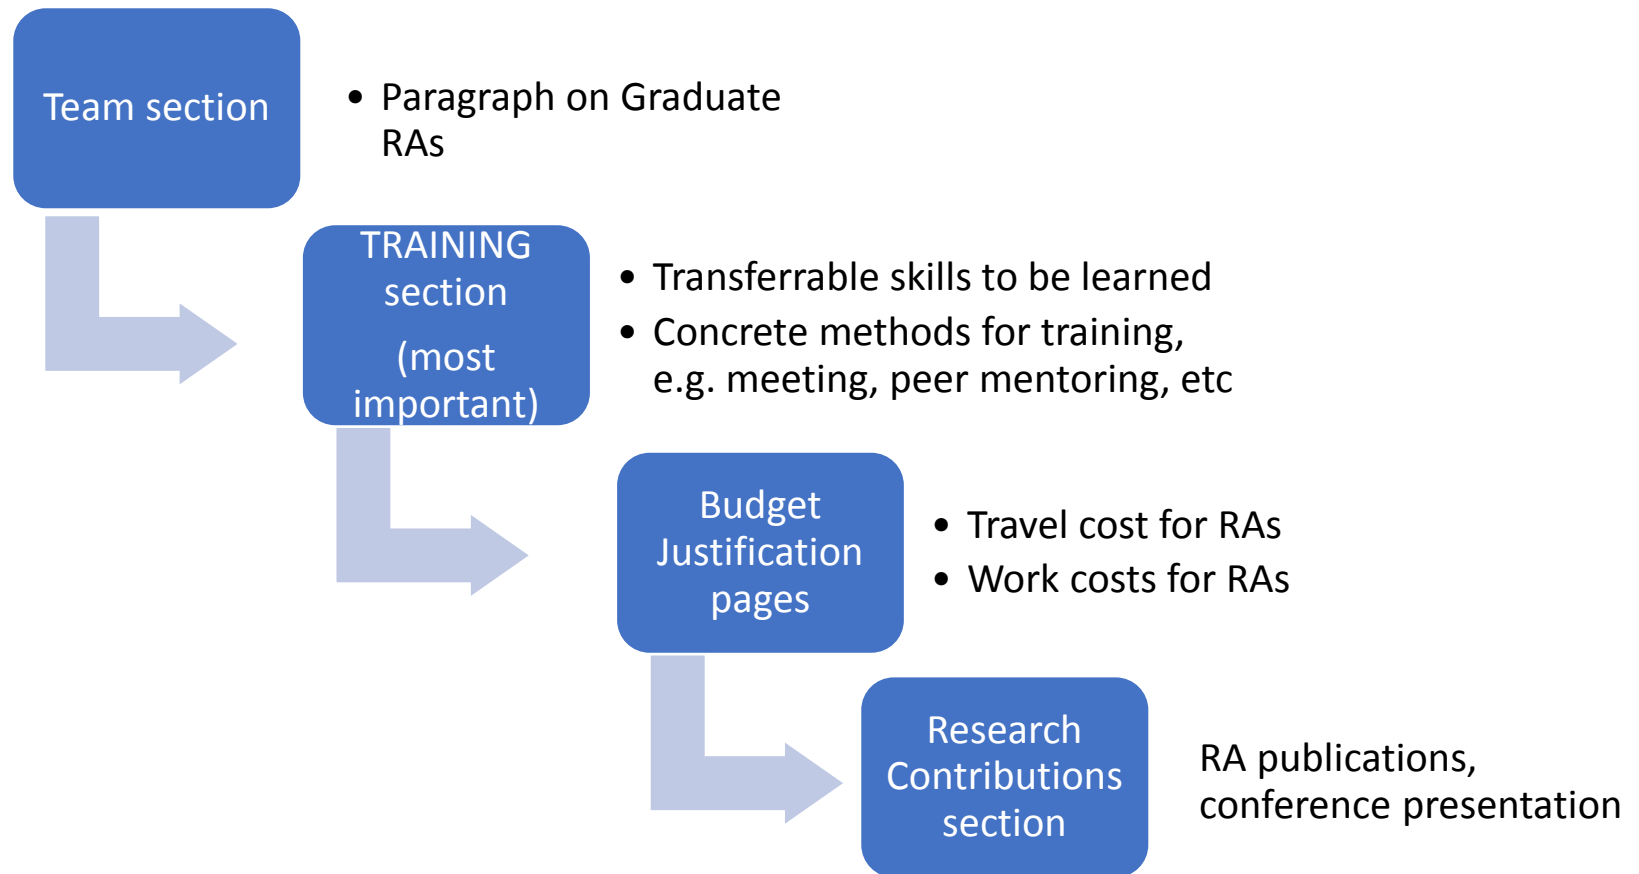 Team section
• Paragraph on Graduate
RAs
TRAINING
section
(most
important)
• Transferrable skills to be learned
• Concrete methods for training,
e.g. meeting, peer mentoring, etc
Budget
Justification
pages
• Travel cost for RAs
• Work costs for RAs
Research
Contributions
section
RA publications,
conference presentation